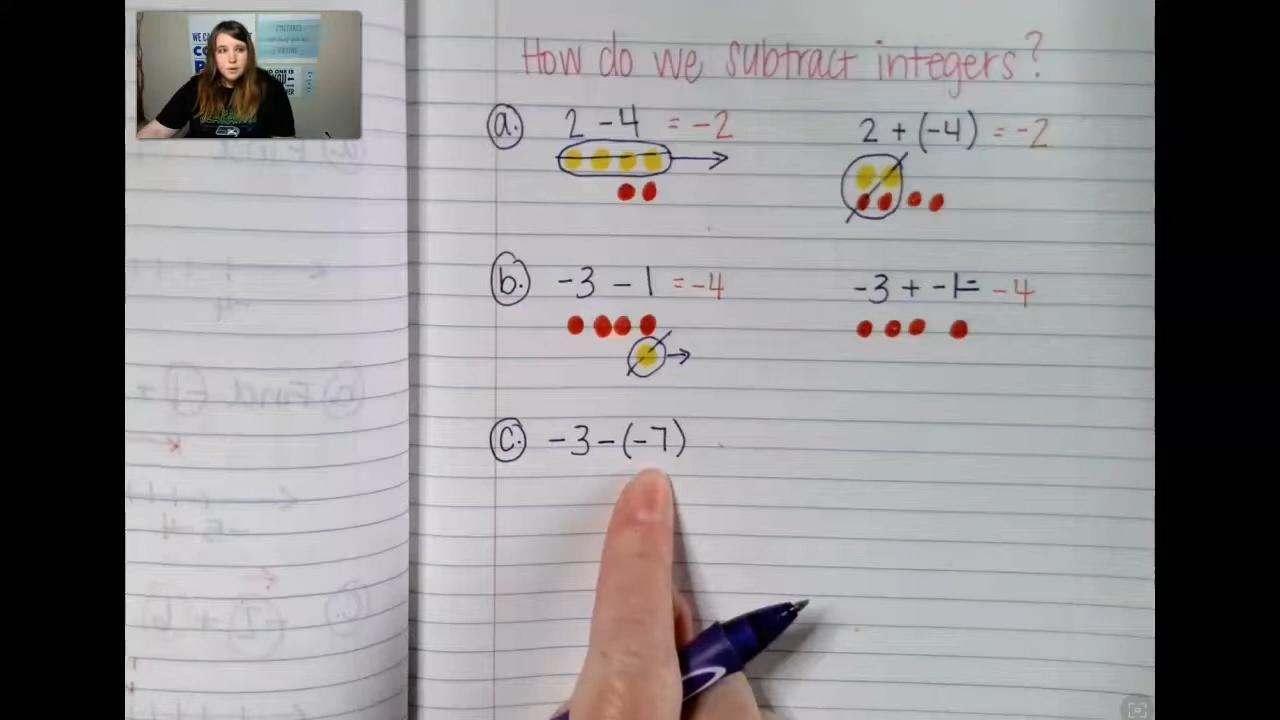 How do we subtract integers?
a. 2 - 4 = -2
2 + (-4) = -2
b. -3 - 1 = -4
-3 + -1 = -4
c. -3 - (-7)